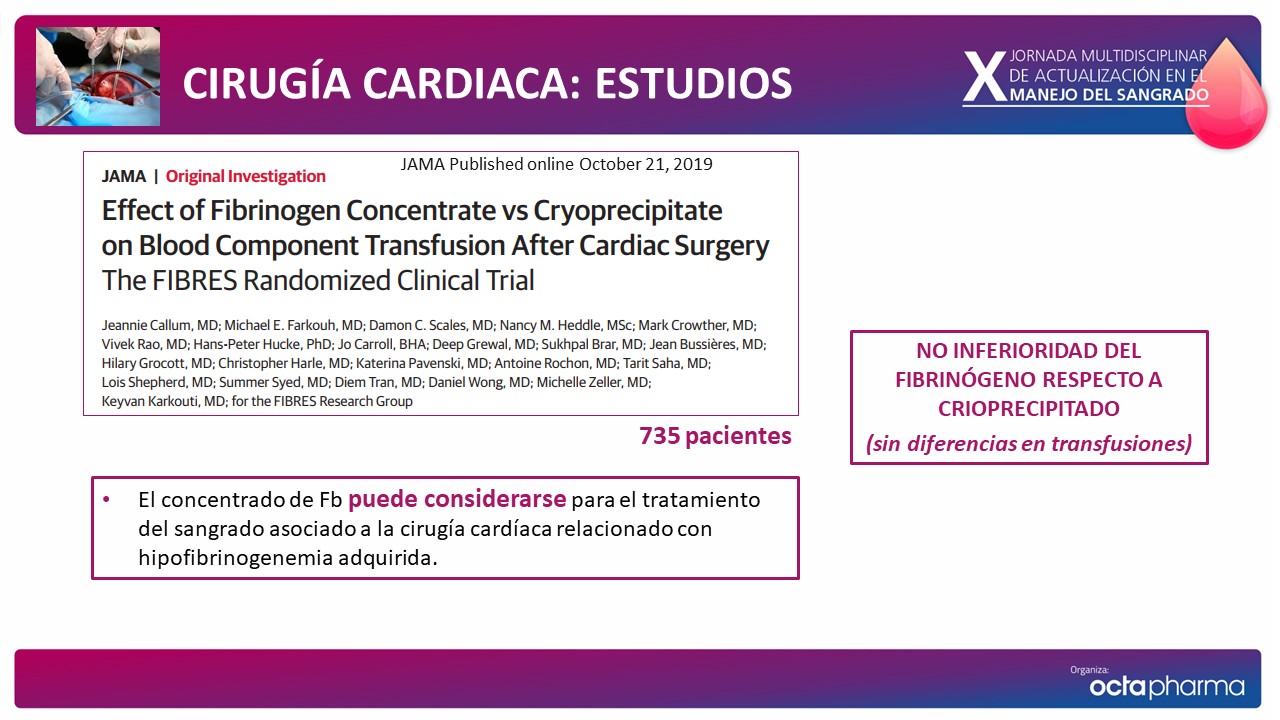 CIRUGÍA CARDIACA: ESTUDIOS
X JORNADA MULTIDISCIPLINAR
DE ACTUALIZACIÓN EN EL
MANEJO DEL SANGRADO
JAMA Published online October 21, 2019
JAMA | Original Investigation
Effect of Fibrinogen Concentrate vs Cryoprecipitate
on Blood Component Transfusion After Cardiac Surgery
The FIBRES Randomized Clinical Trial
Jeannie Callum, MD; Michael E. Farkouh, MD; Damon C. Scales, MD; Nancy M. Heddle, MSc; Mark Crowther, MD;
Vivek Rao, MD; Hans-Peter Hucke, PhD; Jo Carroll, BHA; Deep Grewal, MD; Sukhpal Brar, MD; Jean Bussières, MD;
Hilary Grocott, MD; Christopher Harle, MD; Katerina Pavenski, MD; Antoine Rochon, MD; Tarit Saha, MD;
Lois Shepherd, MD; Summer Syed, MD; Diem Tran, MD; Daniel Wong, MD; Michelle Zeller, MD;
Keyvan Karkouti, MD; for the FIBRES Research Group
735 pacientes
NO INFERIORIDAD DEL
FIBRINÓGENO RESPECTO A
CRIOPRECIPITADO
(sin diferencias en transfusiones)
• El concentrado de Fb puede considerarse para el tratamiento
del sangrado asociado a la cirugía cardíaca relacionado con
hipofibrinogenemia adquirida.
Organiza:
octapharma